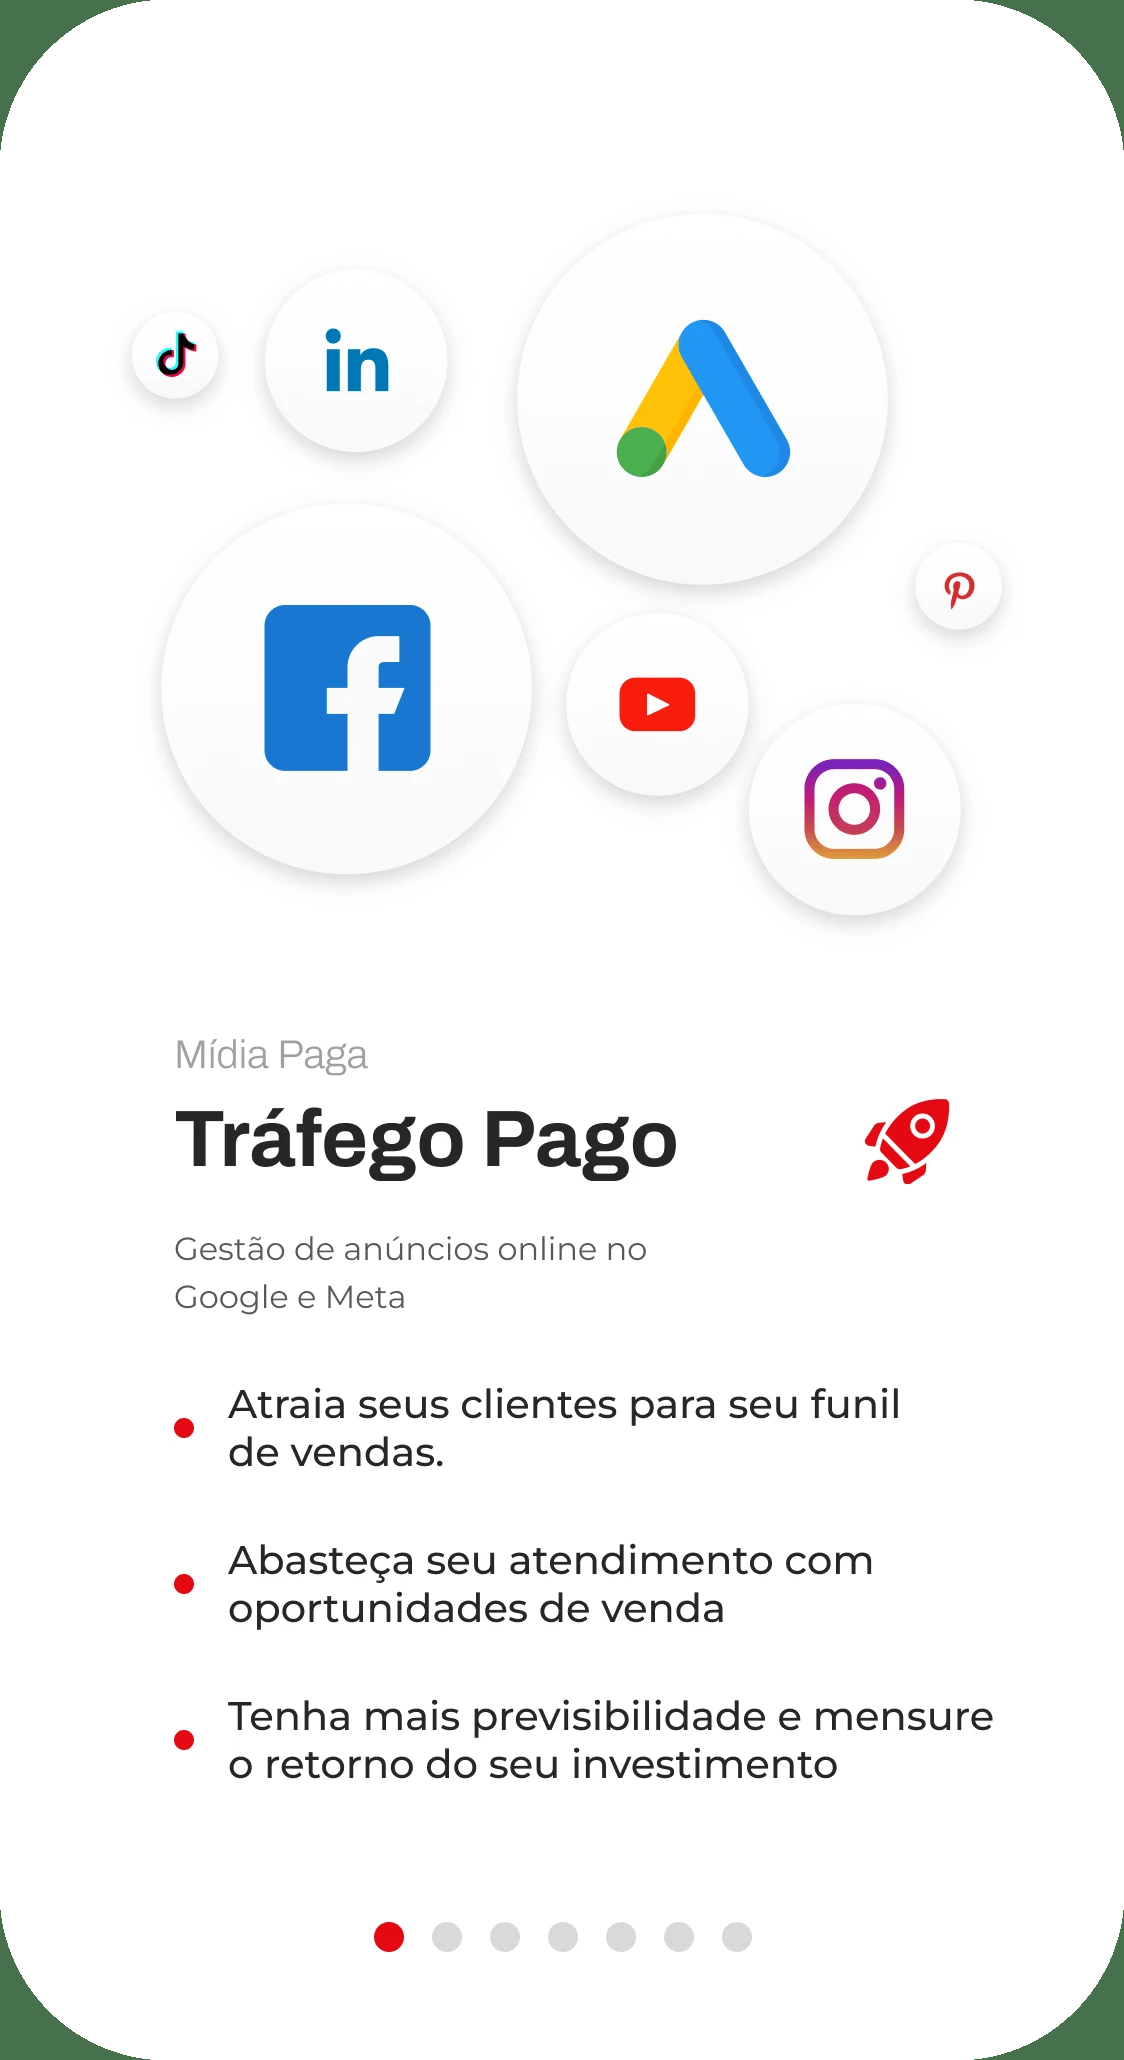 in
Mídia Paga
Tráfego Pago
Gestão de anúncios online no
Google e Meta
Atraia seus clientes para seu funil
de vendas.
Abasteça seu atendimento com
oportunidades de venda
Tenha mais previsibilidade e mensure
o retorno do seu investimento